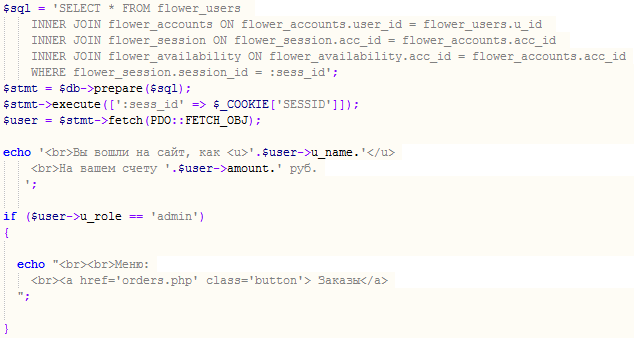 $sql = 'SELECT * FROM flower_users
INNER JOIN flower_accounts ON flower_accounts.user_id = flower_users.u_id
INNER JOIN flower_session ON flower_session.acc_id = flower_accounts.acc_id
INNER JOIN flower_availability ON flower_availability.acc_id = flower_accounts.acc_id
WHERE flower_session.session_id = :sess_id';
$stmt = $db->prepare($sql);
$stmt->execute([':sess_id' => $_COOKIE['SESSID']]);
$user = $stmt->fetch(PDO::FETCH_OBJ);
echo '<br>Вы вошли на сайт, как <u>'.$user->u_name.'</u>
<br>На вашем счету '.$user->amount.' руб.
';
if ($user->u_role == 'admin')
{
echo "<br><br>Меню:
<br><a href='orders.php' class='button'> Заказы</a>
";
}